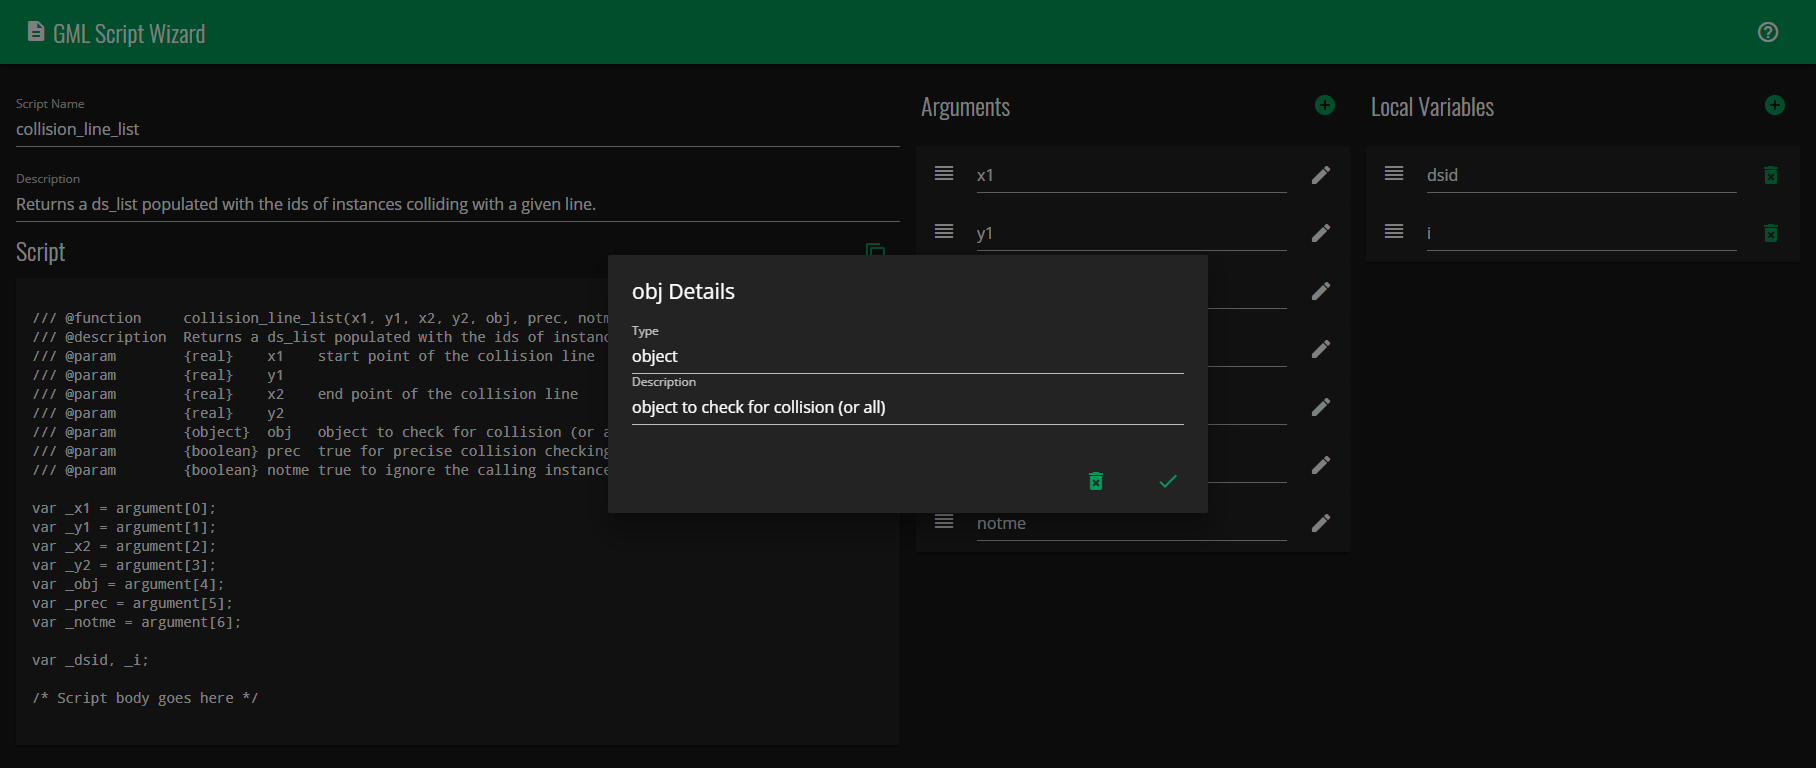 GML Script Wizard
Script Name
collision_line_list
Description
Returns a ds_list populated with the ids of instances colliding with a given line.
Script
/// @function     collision_line_list(x1, y1, x2, y2, obj, prec,
/// @description  Returns a ds_list populated with the ids of
/// @param        {real}    x1    start point of the collision line
/// @param        {real}    y1
/// @param        {real}    x2    end point of the collision line
/// @param        {real}    y2
/// @param        {object}  obj   object to check for collision (or
/// @param        {boolean} prec  true for precise collision checking
/// @param        {boolean} notme true to ignore the calling instance
var _x1 = argument[0];
var _y1 = argument[1];
var _x2 = argument[2];
var _y2 = argument[3];
var _obj = argument[4];
var _prec = argument[5];
var _notme = argument[6];
var _dsid, _i;
/* Script body goes here */
Arguments
x1
y1
notme
Local Variables
dsid
i
obj Details
Type
object
Description
object to check for collision (or all)